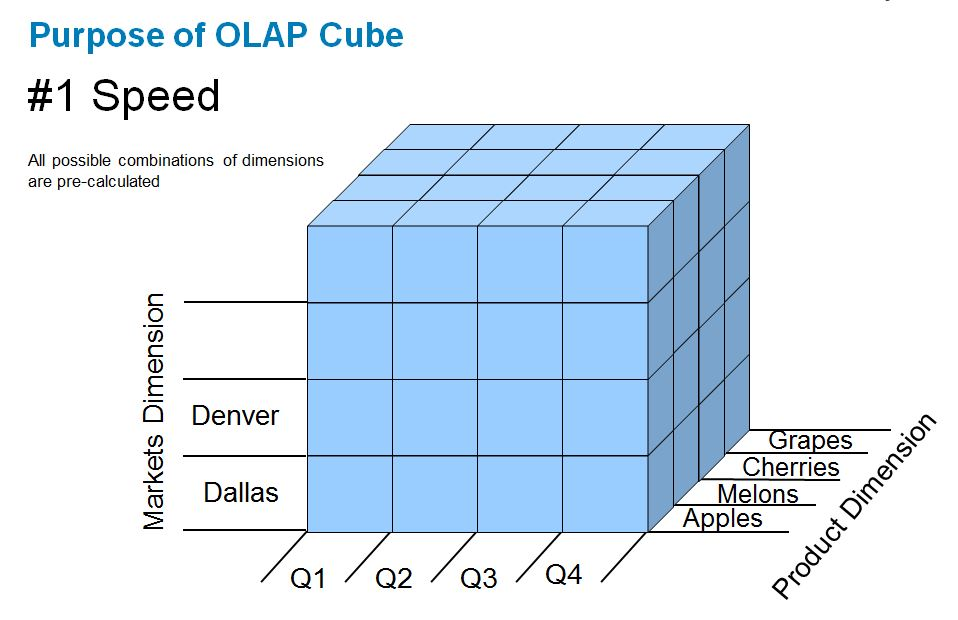 Purpose of OLAP Cube
#1 Speed
All possible combinations of dimensions
are pre-calculated
Markets Dimension
Denver
Dallas
Q1
Q2
Q3
Q4
Grapes
Cherries
Melons
Apples
Product Dimension